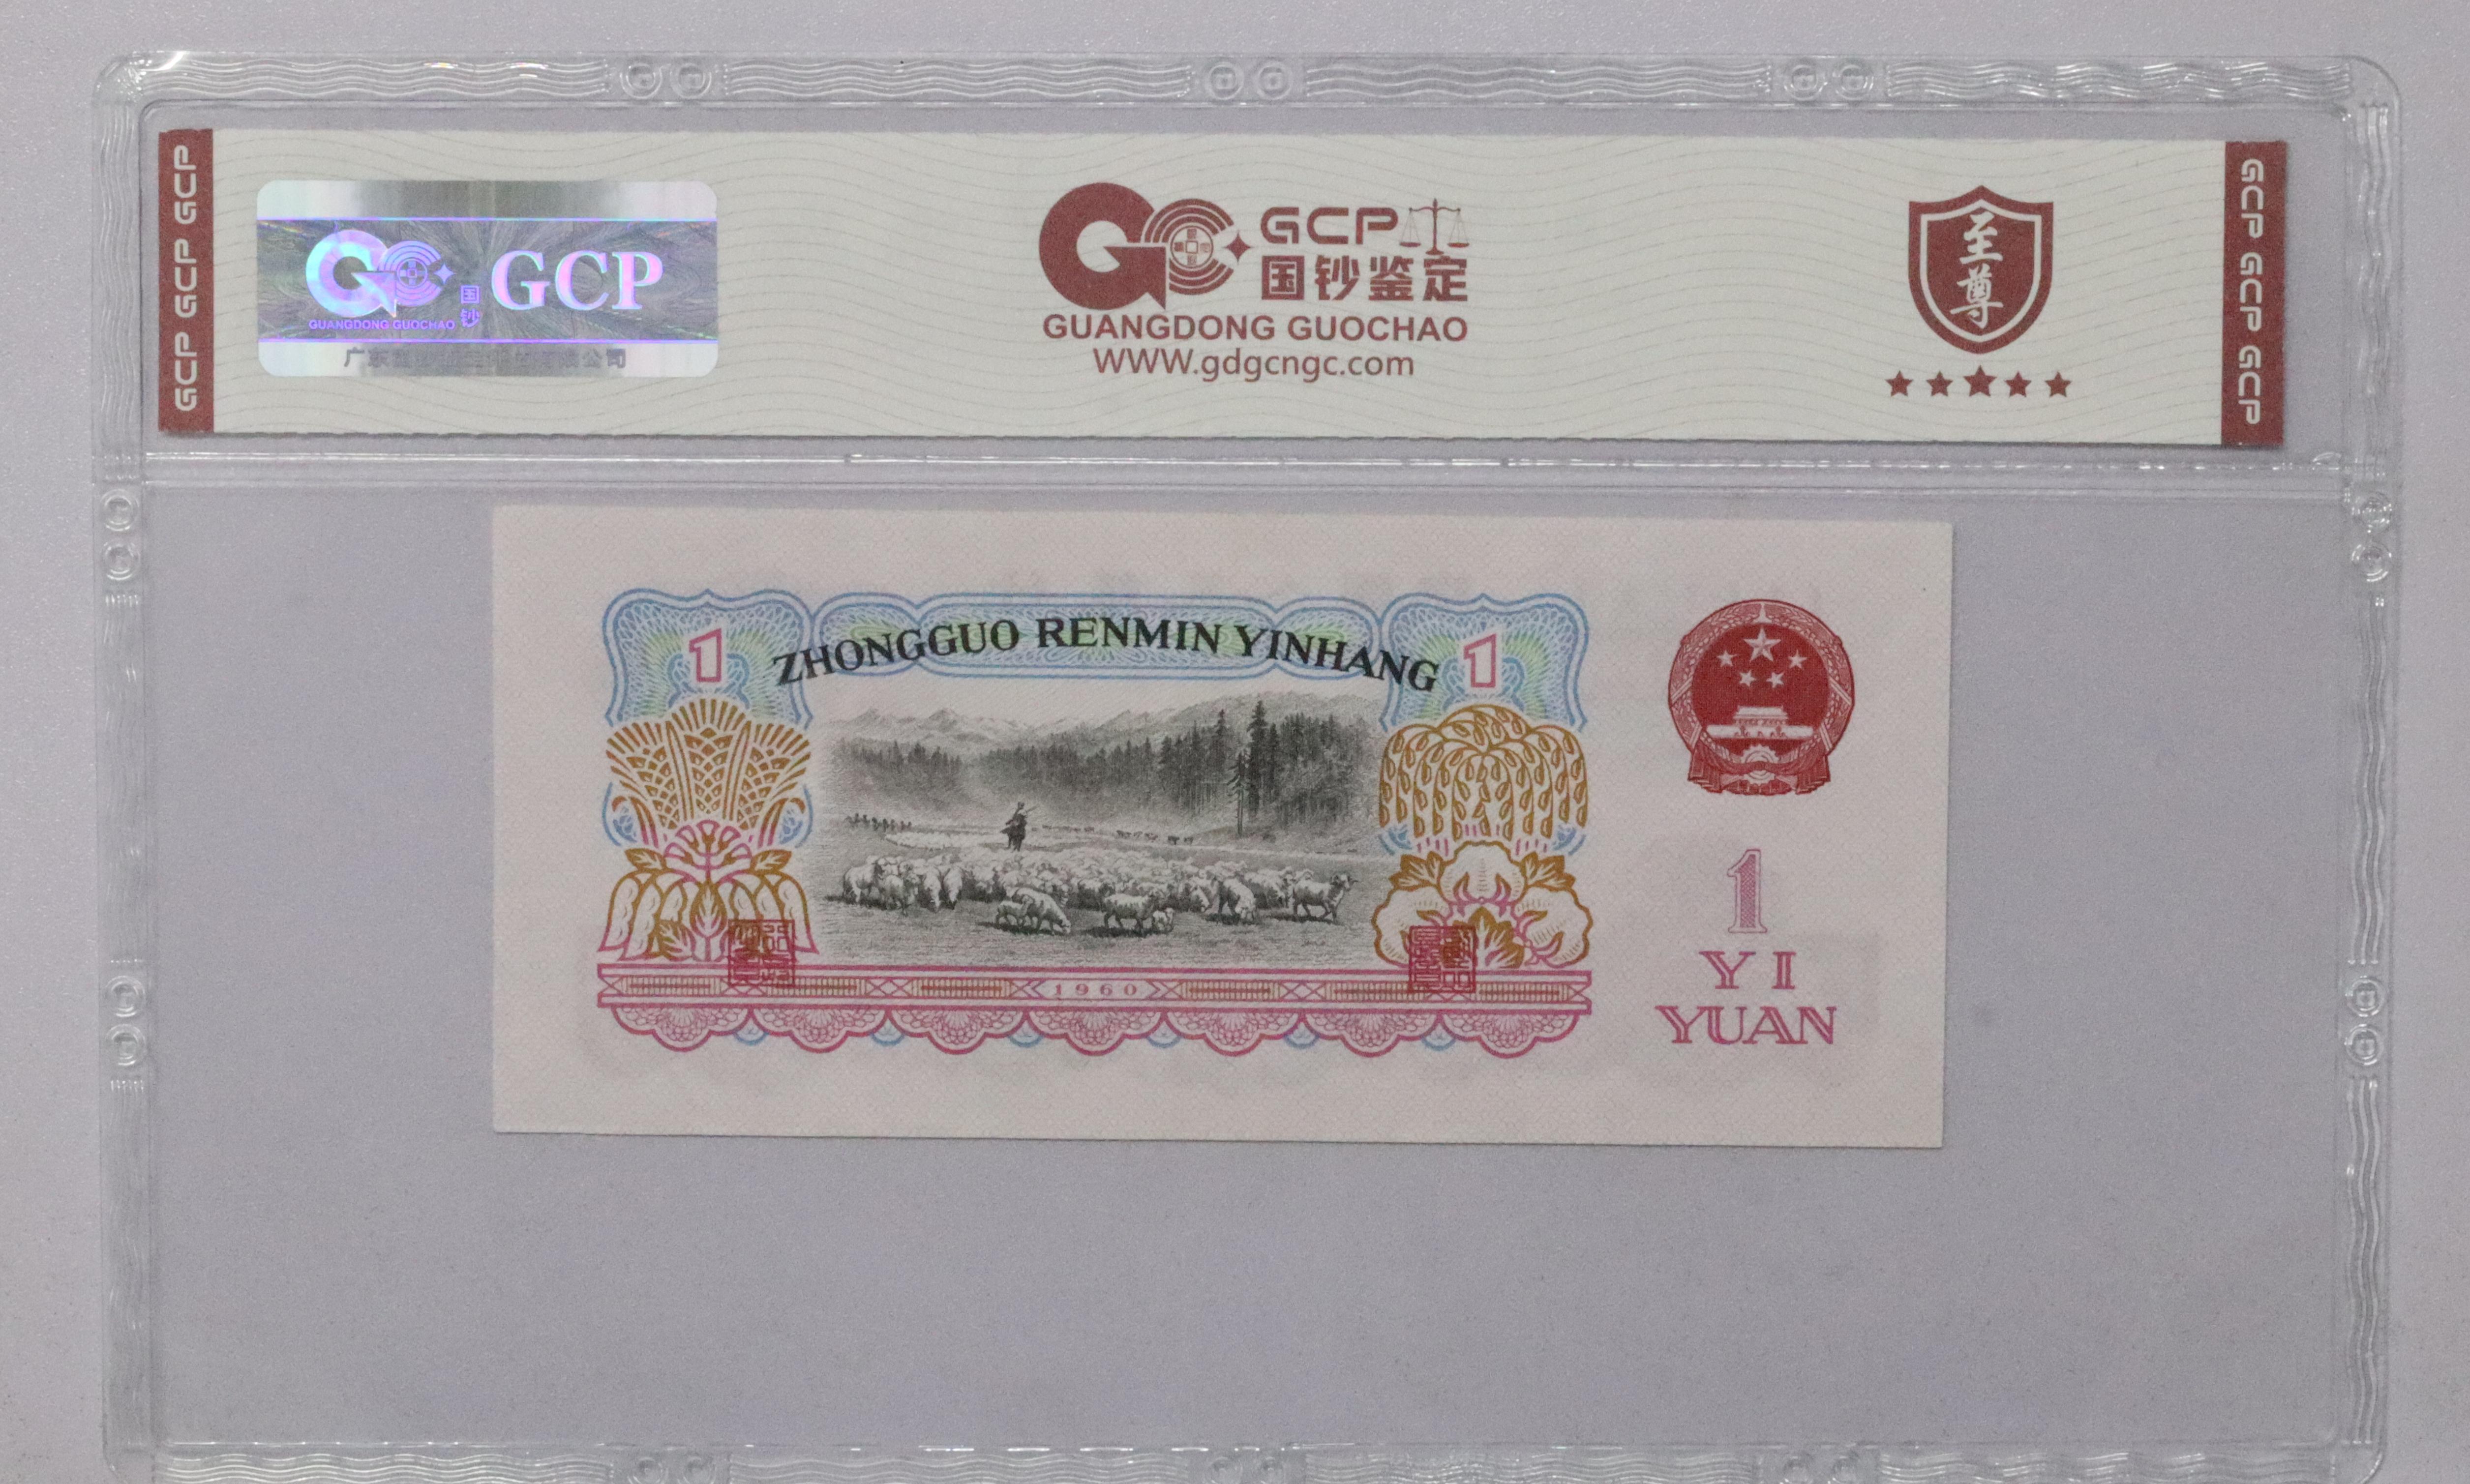 GCP GCP GCP
国钞
GCP
GUANGDONG GUOCHAO
GCP
国钞鉴定
GUANGDONG GUOCHAO
WWW.gdgcngc.com
至尊
GCP GCP GCP
ZHONGGUO RENMIN YINHANG
1
1
1960
1
YI
YUAN